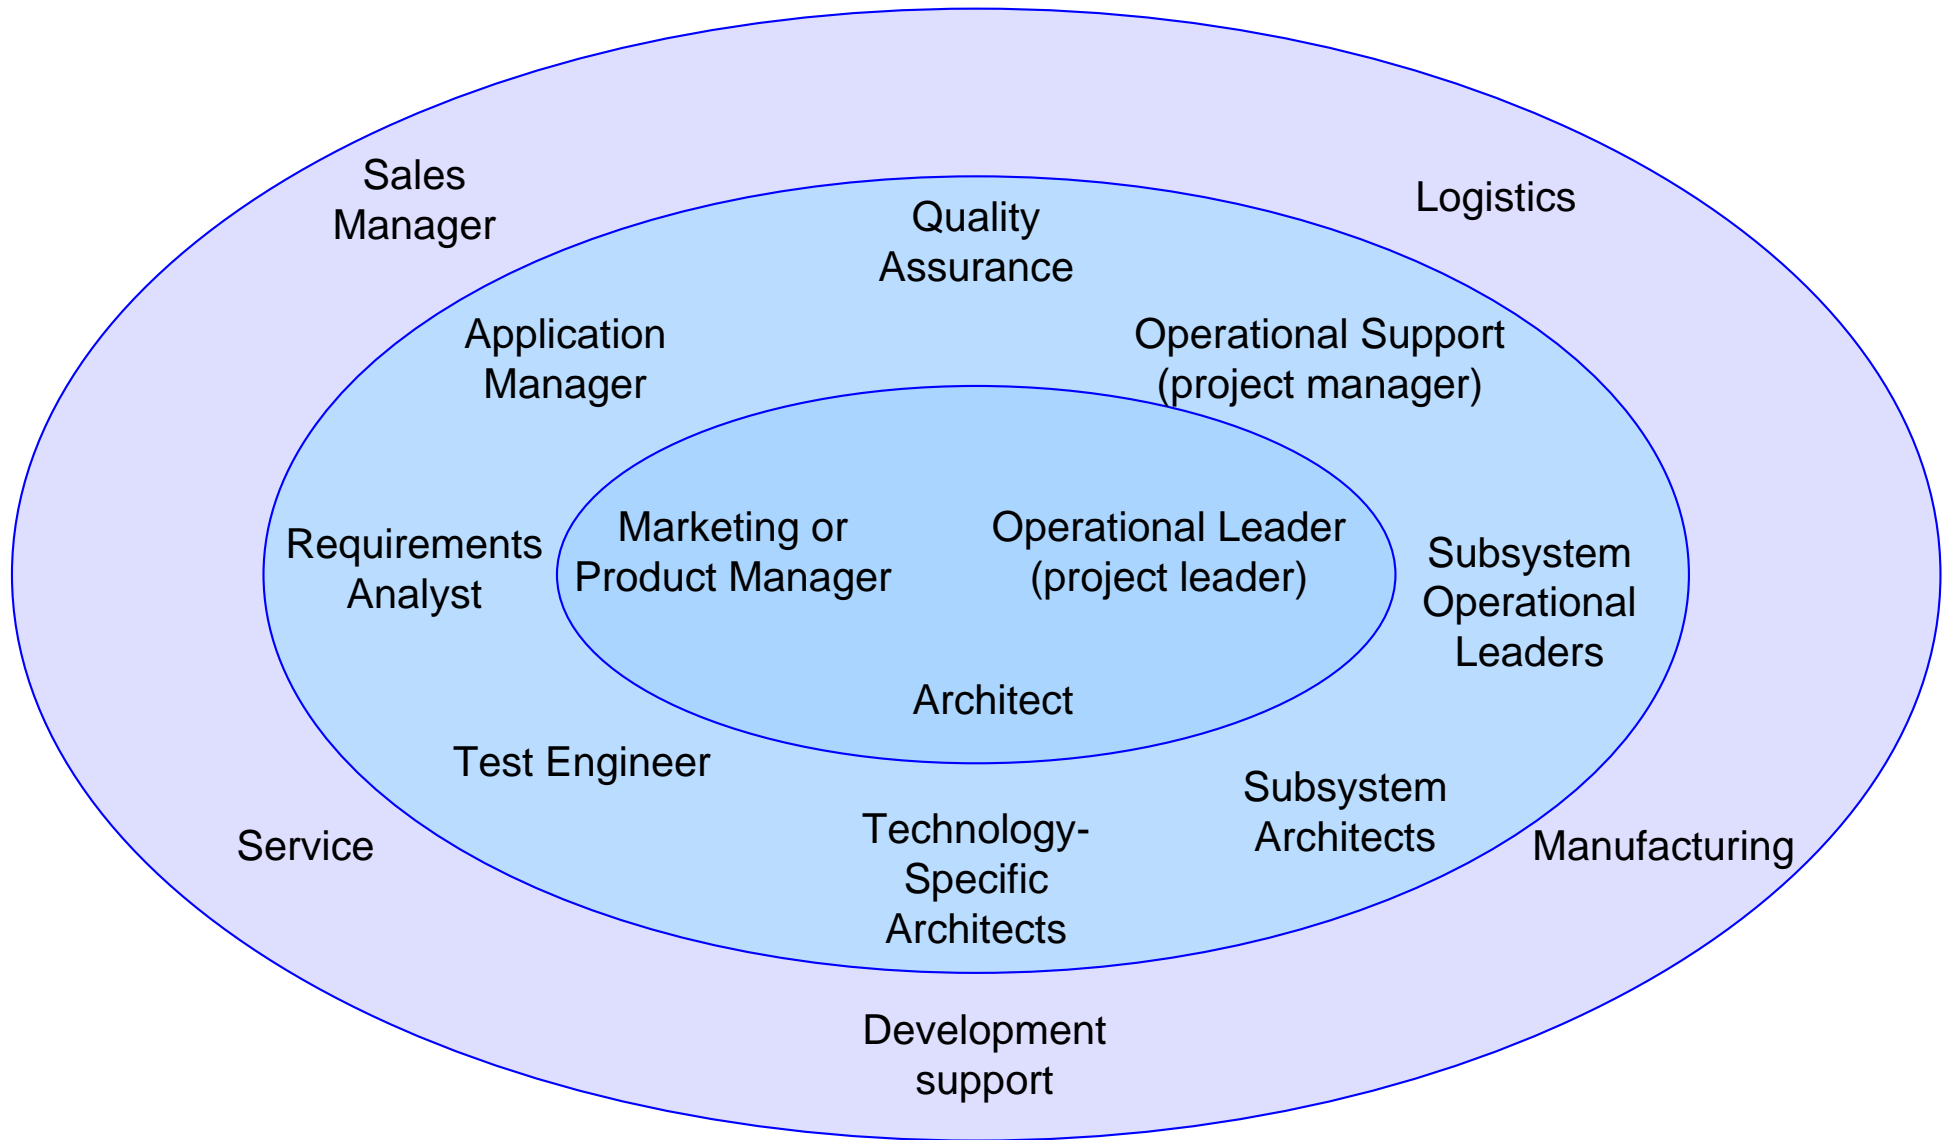 Sales
Manager
Logistics
Quality
Assurance
Application
Manager
Operational Support
(project manager)
Requirements
Analyst
Marketing or
Product Manager
Operational Leader
(project leader)
Subsystem
Operational
Leaders
Architect
Test Engineer
Subsystem
Architects
Technology-
Specific
Architects
Service
Manufacturing
Development
support